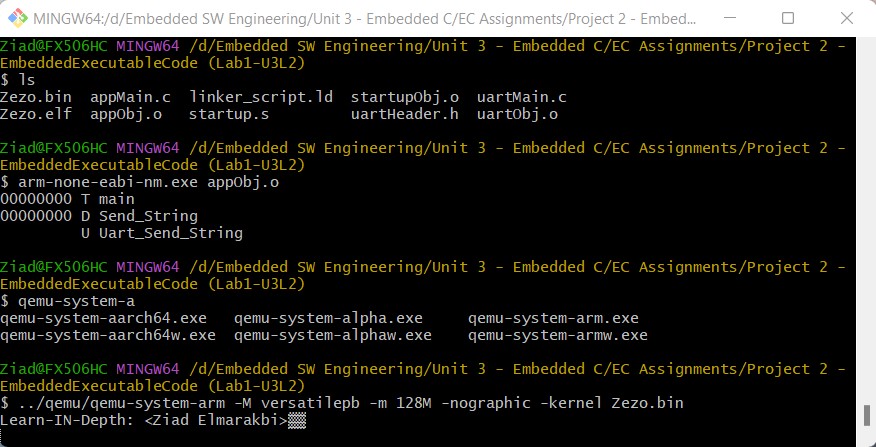 MINGW64:/d/Embedded SW Engineering/Unit 3 - Embedded C/EC Assignments/Project 2 - Embed...
Ziad@FX506HC MINGW64 /d/Embedded SW Engineering/Unit 3 - Embedded C/EC Assignments/Project 2 -
EmbeddedExecutableCode (Lab1-U3L2)
$ ls
Zezo.bin  appMain.c  linker_script.ld  startupObj.o  uartMain.c
Zezo.elf  appObj.o   startup.s         uartHeader.h  uartObj.o
Ziad@FX506HC MINGW64 /d/Embedded SW Engineering/Unit 3 - Embedded C/EC Assignments/Project 2 -
EmbeddedExecutableCode (Lab1-U3L2)
$ arm-none-eabi-nm.exe appObj.o
00000000 T main
00000000 D Send_String
         U Uart_Send_String
Ziad@FX506HC MINGW64 /d/Embedded SW Engineering/Unit 3 - Embedded C/EC Assignments/Project 2 -
EmbeddedExecutableCode (Lab1-U3L2)
$ qemu-system-a
qemu-system-aarch64.exe   qemu-system-alpha.exe     qemu-system-arm.exe
qemu-system-aarch64w.exe  qemu-system-alphaw.exe    qemu-system-armw.exe
Ziad@FX506HC MINGW64 /d/Embedded SW Engineering/Unit 3 - Embedded C/EC Assignments/Project 2 -
EmbeddedExecutableCode (Lab1-U3L2)
$ ../qemu/qemu-system-arm -M versatilepb -m 128M -nographic -kernel Zezo.bin
Learn-IN-Depth: <Ziad Elmarakbi>▒▒